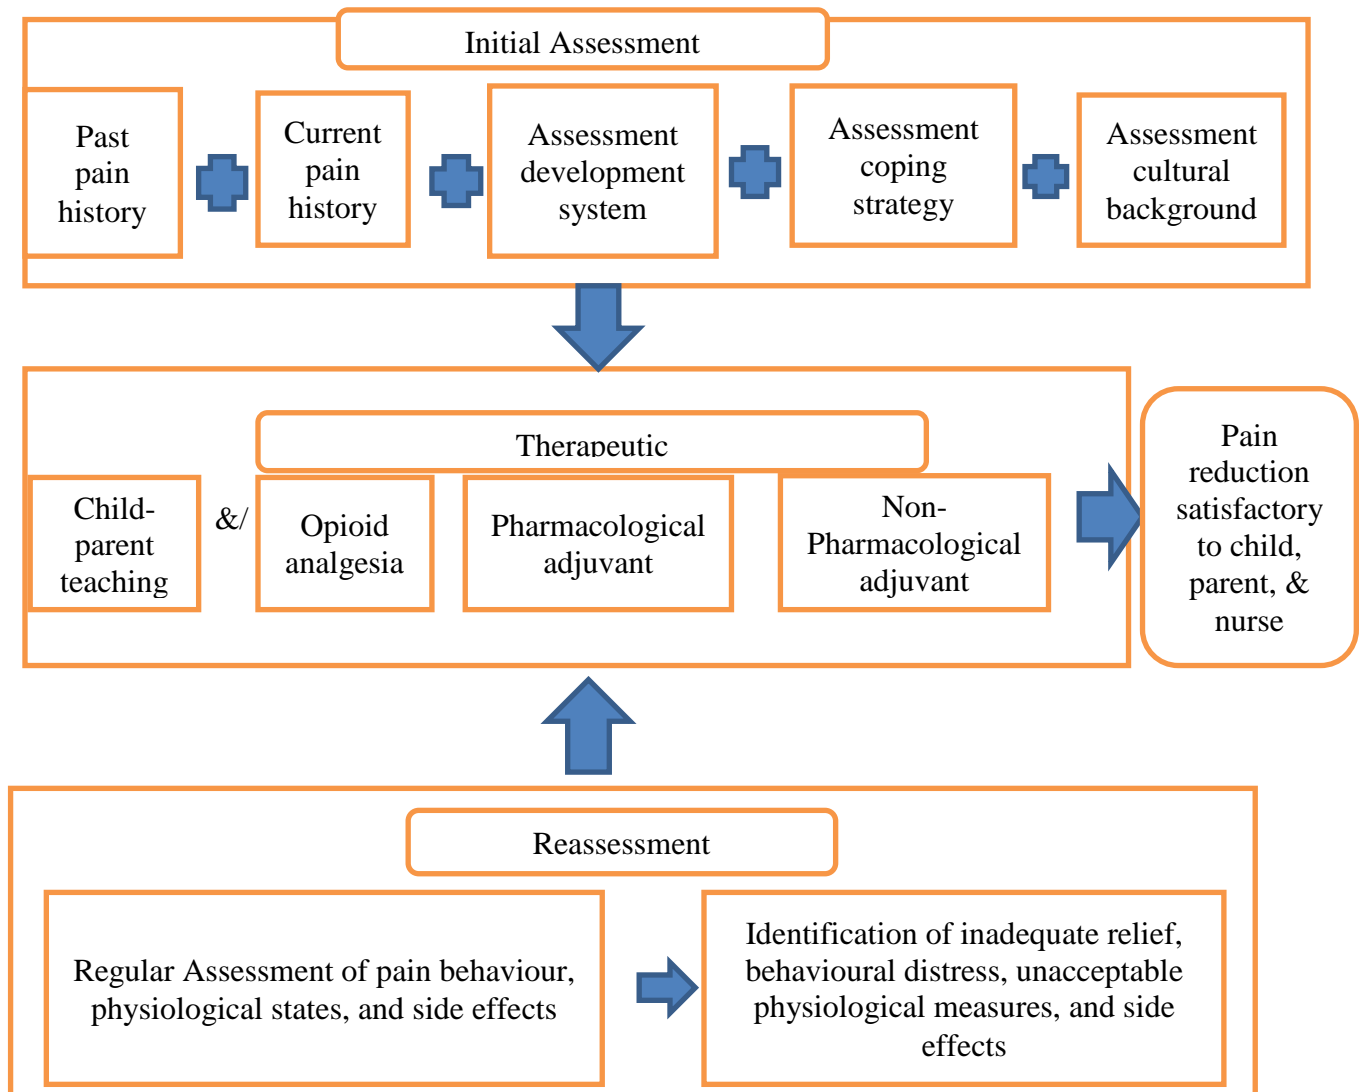 Initial Assessment
Past
pain
history
Current
pain
history
Assessment
development
system
Assessment
coping
strategy
Assessment
cultural
background
Therapeutic
Child-
parent
teaching
&/
Opioid
analgesia
Pharmacological
adjuvant
Non-
Pharmacological
adjuvant
Pain
reduction
satisfactory
to child,
parent, &
nurse
Reassessment
Regular Assessment of pain behaviour,
physiological states, and side effects
Identification of inadequate relief,
behavioural distress, unacceptable
physiological measures, and side
effects